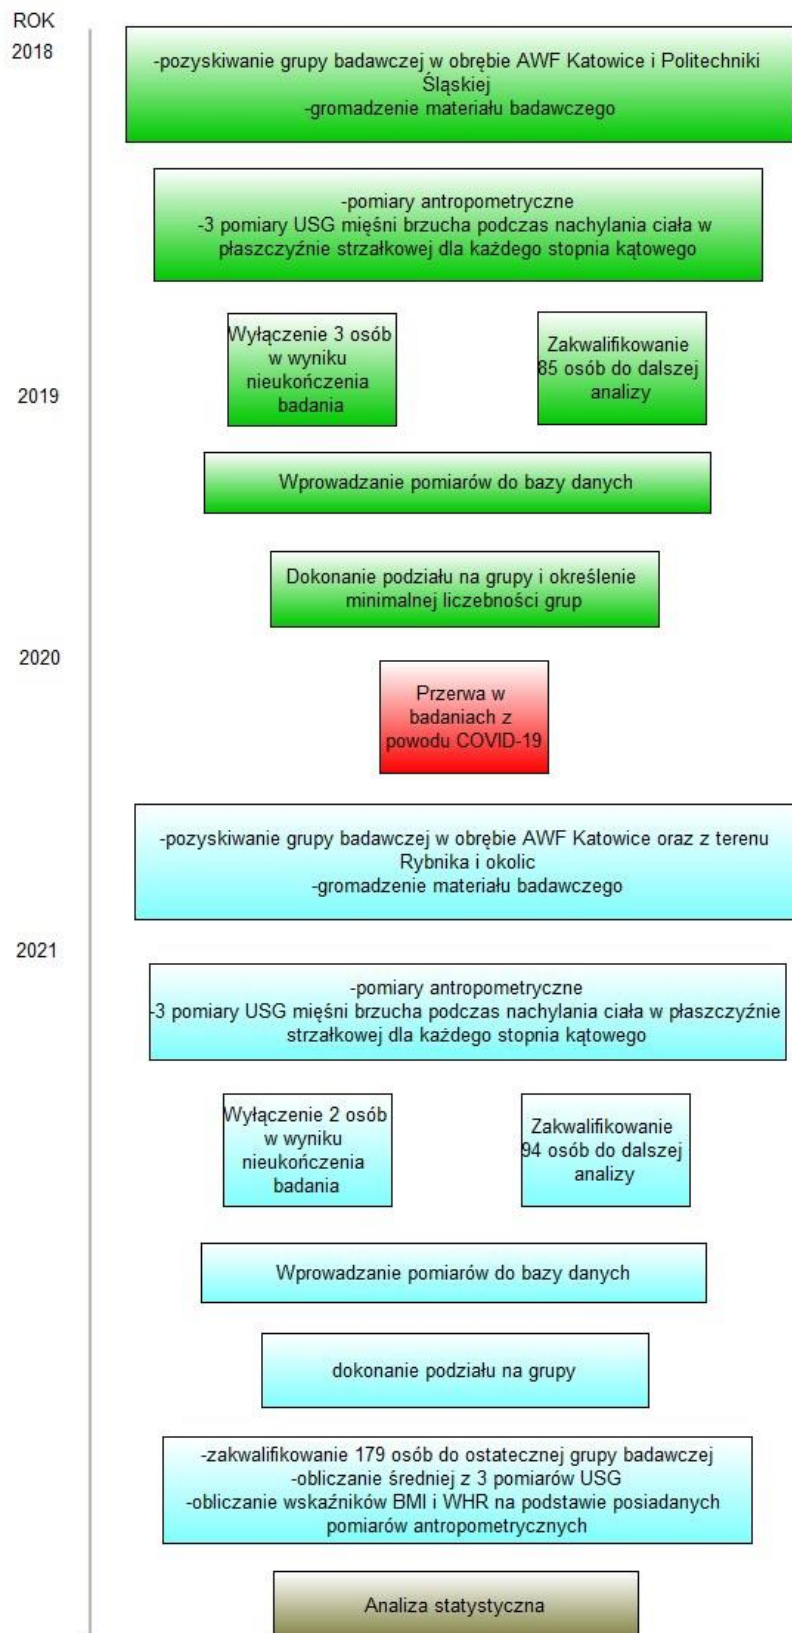 ROK
2018
-pozyskiwanie grupy badawczej w obrębie AWF Katowice i Politechniki
Śląskiej
-gromadzenie materiału badawczego
-pomiary antropometryczne
-3 pomiary USG mięśni brzucha podczas nachylania ciała w
płaszczyźnie strzałkowej dla każdego stopnia kątowego
Wyłączenie 3 osób
w wyniku
nieukończenia
badania
Zakwalifikowanie
85 osób do dalszej
analizy
2019
Wprowadzanie pomiarów do bazy danych
Dokonanie podziału na grupy i określenie
minimalnej liczebności grup
2020
Przerwa w
badaniach z
powodu COVID-19
-pozyskiwanie grupy badawczej w obrębie AWF Katowice oraz z terenu
Rybnika i okolic
-gromadzenie materiału badawczego
2021
-pomiary antropometryczne
-3 pomiary USG mięśni brzucha podczas nachylania ciała w płaszczyźnie
strzałkowej dla każdego stopnia kątowego
Wyłączenie 2 osób
w wyniku
nieukończenia
badania
Zakwalifikowanie
94 osób do dalszej
analizy
Wprowadzanie pomiarów do bazy danych
dokonanie podziału na grupy
-zakwalifikowanie 179 osób do ostatecznej grupy badawczej
-obliczanie średniej z 3 pomiarów USG
-obliczanie wskaźników BMI i WHR na podstawie posiadanych
pomiarów antropometrycznych
Analiza statystyczna